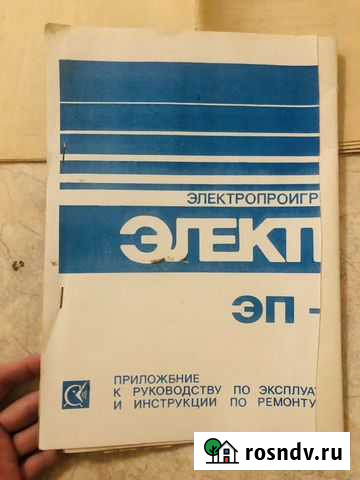 ЭЛЕКТРОПРОИГР
ЭЛЕКТ
ЭП -
ПРИЛОЖЕНИЕ
К РУКОВОДСТВУ ПО ЭКСПЛУАТ
И ИНСТРУКЦИИ ПО РЕМОНТУ
rosndv.ru